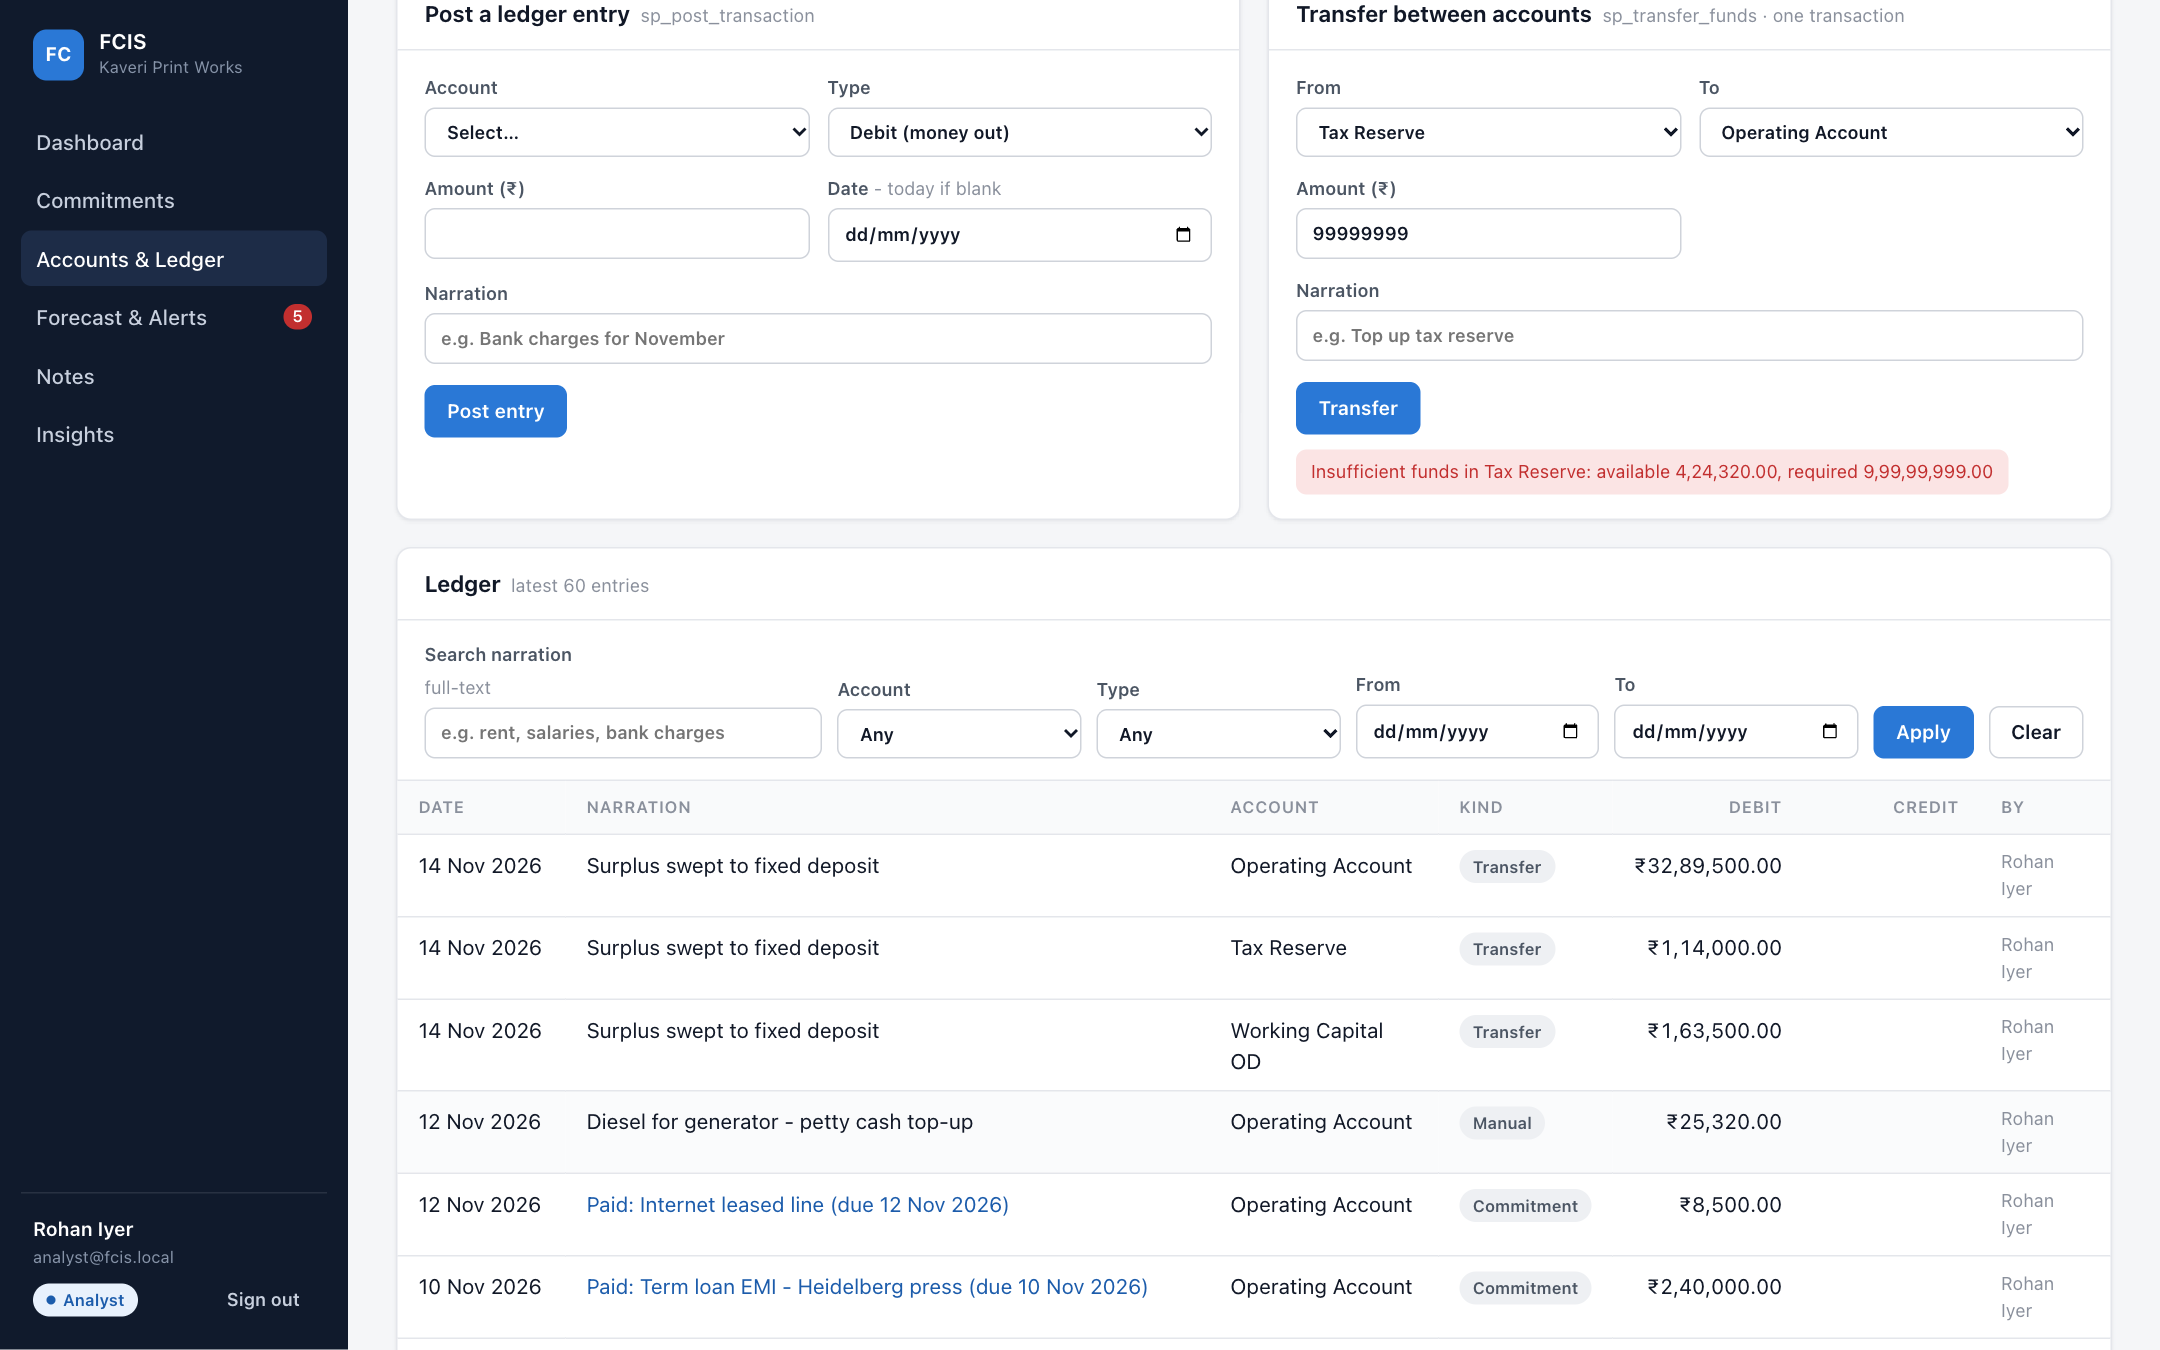 FC
FCIS
Kaveri Print Works
Dashboard
Commitments
Accounts & Ledger
Forecast & Alerts 5
Notes
Insights
Rohan Iyer
analyst@fcis.local
Analyst
Sign out
Post a ledger entry sp_post_transaction
Account
Select...
Type
Debit (money out)
Amount (₹)
Date - today if blank
dd/mm/yyyy
Narration
e.g. Bank charges for November
Post entry
Transfer between accounts sp_transfer_funds · one transaction
From
Tax Reserve
To
Operating Account
Amount (₹)
99999999
Narration
e.g. Top up tax reserve
Transfer
Insufficient funds in Tax Reserve: available 4,24,320.00, required 9,99,99,999.00
Ledger latest 60 entries
Search narration
full-text
e.g. rent, salaries, bank charges
Account
Any
Type
Any
From
dd/mm/yyyy
To
dd/mm/yyyy
Apply
Clear
DATE NARRATION ACCOUNT KIND DEBIT CREDIT BY
14 Nov 2026 Surplus swept to fixed deposit Operating Account Transfer ₹32,89,500.00 Rohan Iyer
14 Nov 2026 Surplus swept to fixed deposit Tax Reserve Transfer ₹1,14,000.00 Rohan Iyer
14 Nov 2026 Surplus swept to fixed deposit Working Capital OD Transfer ₹1,63,500.00 Rohan Iyer
12 Nov 2026 Diesel for generator - petty cash top-up Operating Account Manual ₹25,320.00 Rohan Iyer
12 Nov 2026 Paid: Internet leased line (due 12 Nov 2026) Operating Account Commitment ₹8,500.00 Rohan Iyer
10 Nov 2026 Paid: Term loan EMI - Heidelberg press (due 10 Nov 2026) Operating Account Commitment ₹2,40,000.00 Rohan Iyer